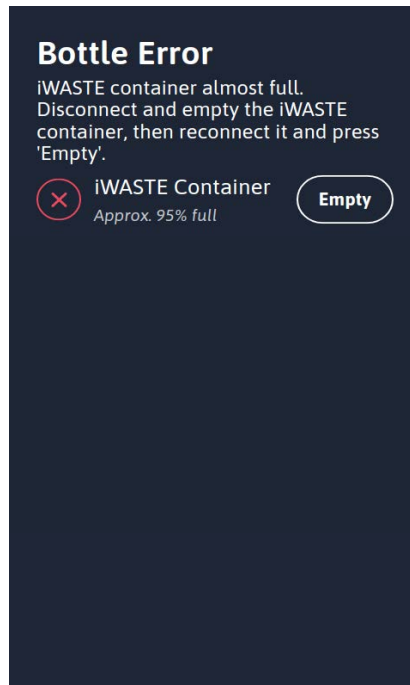 Bottle Error
iWASTE container almost full.
Disconnect and empty the iWASTE
container, then reconnect it and press
'Empty'.
iWASTE Container
Empty
Approx. 95% full